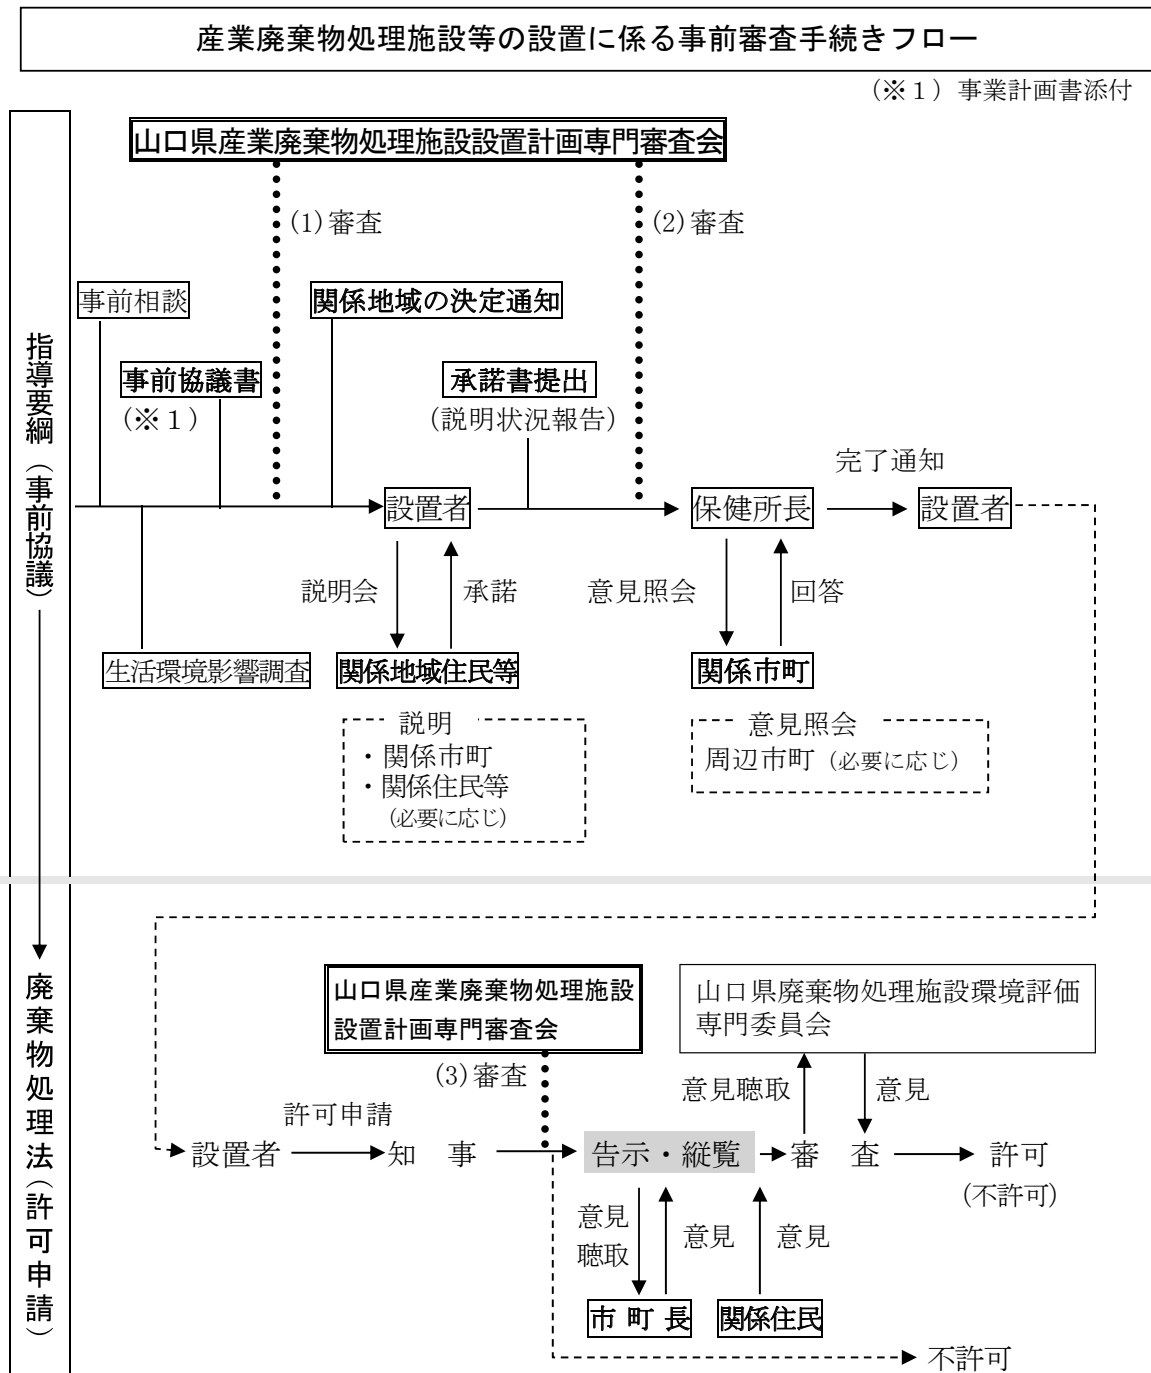 産業廃棄物処理施設等の設置に係る事前審査手続きフロー
(※１)事業計画書添付
山口県産業廃棄物処理施設設置計画専門審査会
(1)審査
(2)審査
事前相談
関係地域の決定通知
指導要綱(事前協議)
事前協議書
(※１)
承諾書提出
(説明状況報告)
完了通知
設置者
保健所長
設置者
説明会
承諾
意見照会
回答
生活環境影響調査
関係地域住民等
関係市町
説明
・関係市町
・関係住民等
(必要に応じ)
意見照会
周辺市町(必要に応じ)
廃棄物処理法(許可申請)
山口県産業廃棄物処理施設
設置計画専門審査会
山口県廃棄物処理施設環境評価
専門委員会
(3)審査
意見聴取
意見
許可申請
設置者
知　事
告示・縦覧
審　査
許可
(不許可)
意見
聴取
意見
意見
市 町 長
関係住民
不許可